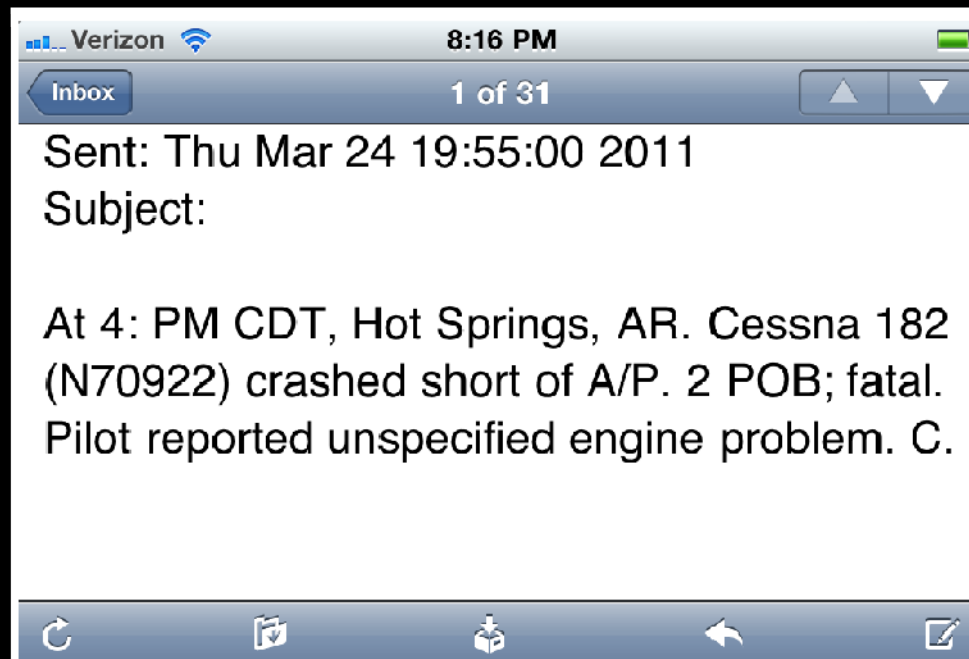 Verizon 8:16 PM
Inbox 1 of 31
Sent: Thu Mar 24 19:55:00 2011
Subject:
At 4: PM CDT, Hot Springs, AR. Cessna 182
(N70922) crashed short of A/P. 2 POB; fatal.
Pilot reported unspecified engine problem. C.